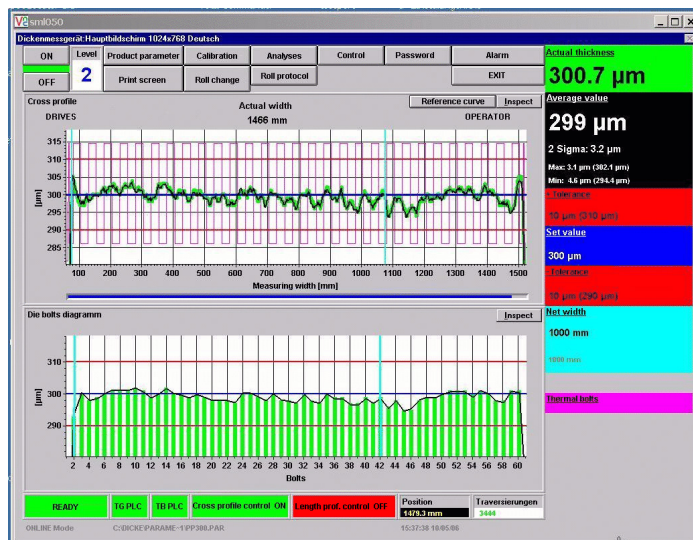 V2 sml050
Dickenmessgerät:Hauptbildschirm 1024x768 Deutsch
ON
OFF
Level
2
Product parameter
Calibration
Analyses
Control
Password
Alarm
Print screen
Roll change
Roll protocol
EXIT
Actual thickness
300.7 µm
Average value
299 µm
2 Sigma: 3.2 µm
Max: 3.1 µm (302.1 µm)
Min: 4.6 µm (294.4 µm)
+ Tolerance
10 µm (310 µm)
Set value
300 µm
- Tolerance
10 µm (290 µm)
Net width
1000 mm
1000 mm
Thermal bolts
Cross profile
Actual width
Reference curve
Inspect
DRIVES
1466 mm
OPERATOR
315
310
305
300
295
290
285
[µm]
100 200 300 400 500 600 700 800 900 1000 1100 1200 1300 1400 1500
Measuring width [mm]
Die bolts diagramm
Inspect
310
300
290
[µm]
2 4 6 8 10 12 14 16 18 20 22 24 26 28 30 32 34 36 38 40 42 44 46 48 50 52 54 56 58 60
Bolts
READY
TG PLC
TB PLC
Cross profile control ON
Length prof. control OFF
Position
1479.3 mm
Traversierungen
3444
ONLINE Mode
C:\DICKE\PARAME~1\PP300.PAR
15:37:38 10/05/06